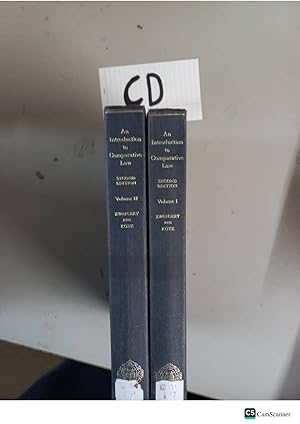 CD
An
Introduction
to
Comparative
Law
SECOND
EDITION
Volume II
ZWEIGERT
AND
KÖTZ
An
Introduction
to
Comparative
Law
SECOND
EDITION
Volume I
ZWEIGERT
AND
KÖTZ
CS CamScanner